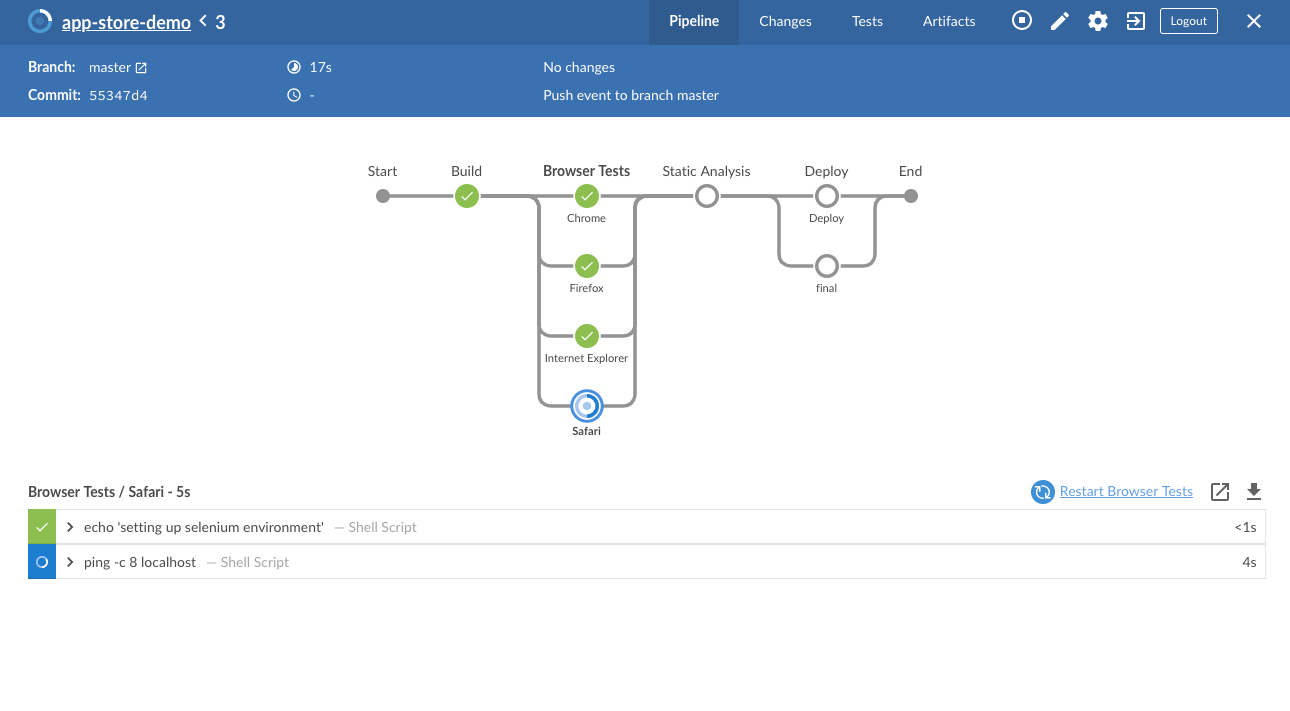 app-store-demo < 3
Pipeline Changes Tests Artifacts Logout
Branch: master 17s No changes
Commit: 55347d4 - Push event to branch master
Start Build Browser Tests Static Analysis Deploy End
Chrome Deploy
Firefox final
Internet Explorer
Safari
Browser Tests / Safari - 5s Restart Browser Tests
echo 'setting up selenium environment' — Shell Script <1s
ping -c 8 localhost — Shell Script 4s